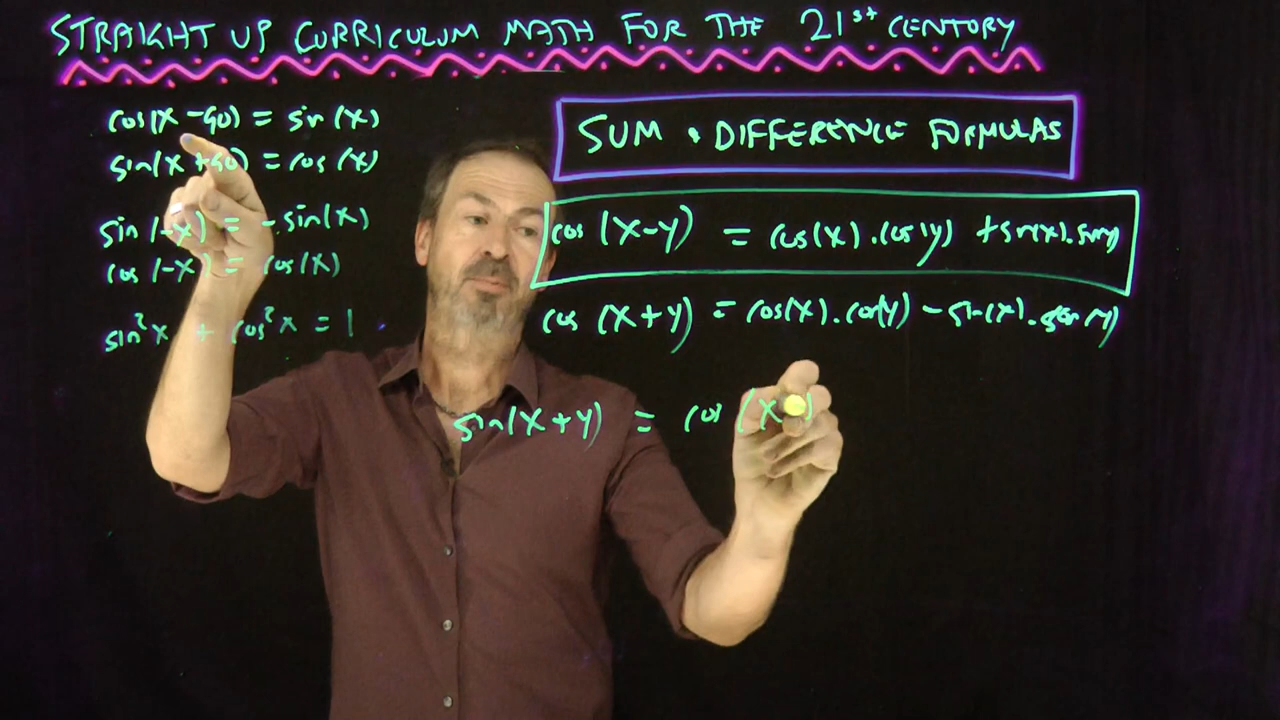 STRAIGHT UP CURRICULUM MATH FOR THE 21st CENTURY
cos(x - 90) = sin(x)
sin(x + 90) = cos(x)
sin(-x) = - sin(x)
cos(-x) = cos(x)
sin²x + cos²x = 1
SUM & DIFFERENCE FORMULAS
cos (x-y) = cos(x).cos(y) + sin(x).siny
cos (x+y) = cos(x).cos(y) - sin(x).sin y)
sin(x+y) = cos (x